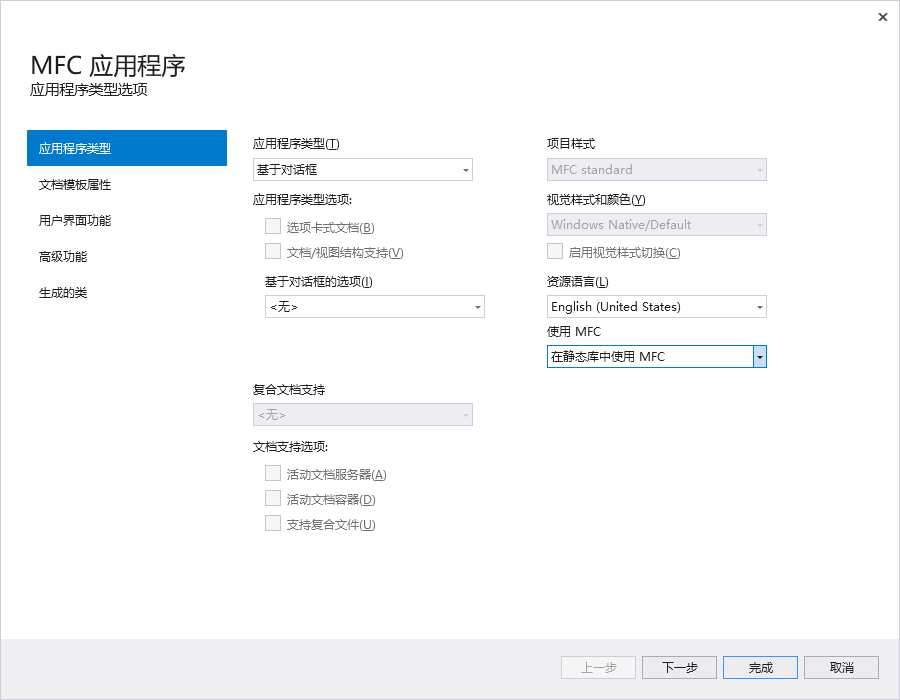 MFC 应用程序
应用程序类型选项
应用程序类型
文档模板属性
用户界面功能
高级功能
生成的类
应用程序类型(T)
基于对话框
应用程序类型选项:
选项卡式文档(B)
文档/视图结构支持(V)
基于对话框的选项(I)
<无>
复合文档支持
<无>
文档支持选项:
活动文档服务器(A)
活动文档容器(D)
支持复合文件(U)
项目样式
MFC standard
视觉样式和颜色(Y)
Windows Native/Default
启用视觉样式切换(C)
资源语言(L)
English (United States)
使用 MFC
在静态库中使用 MFC
上一步
下一步
完成
取消